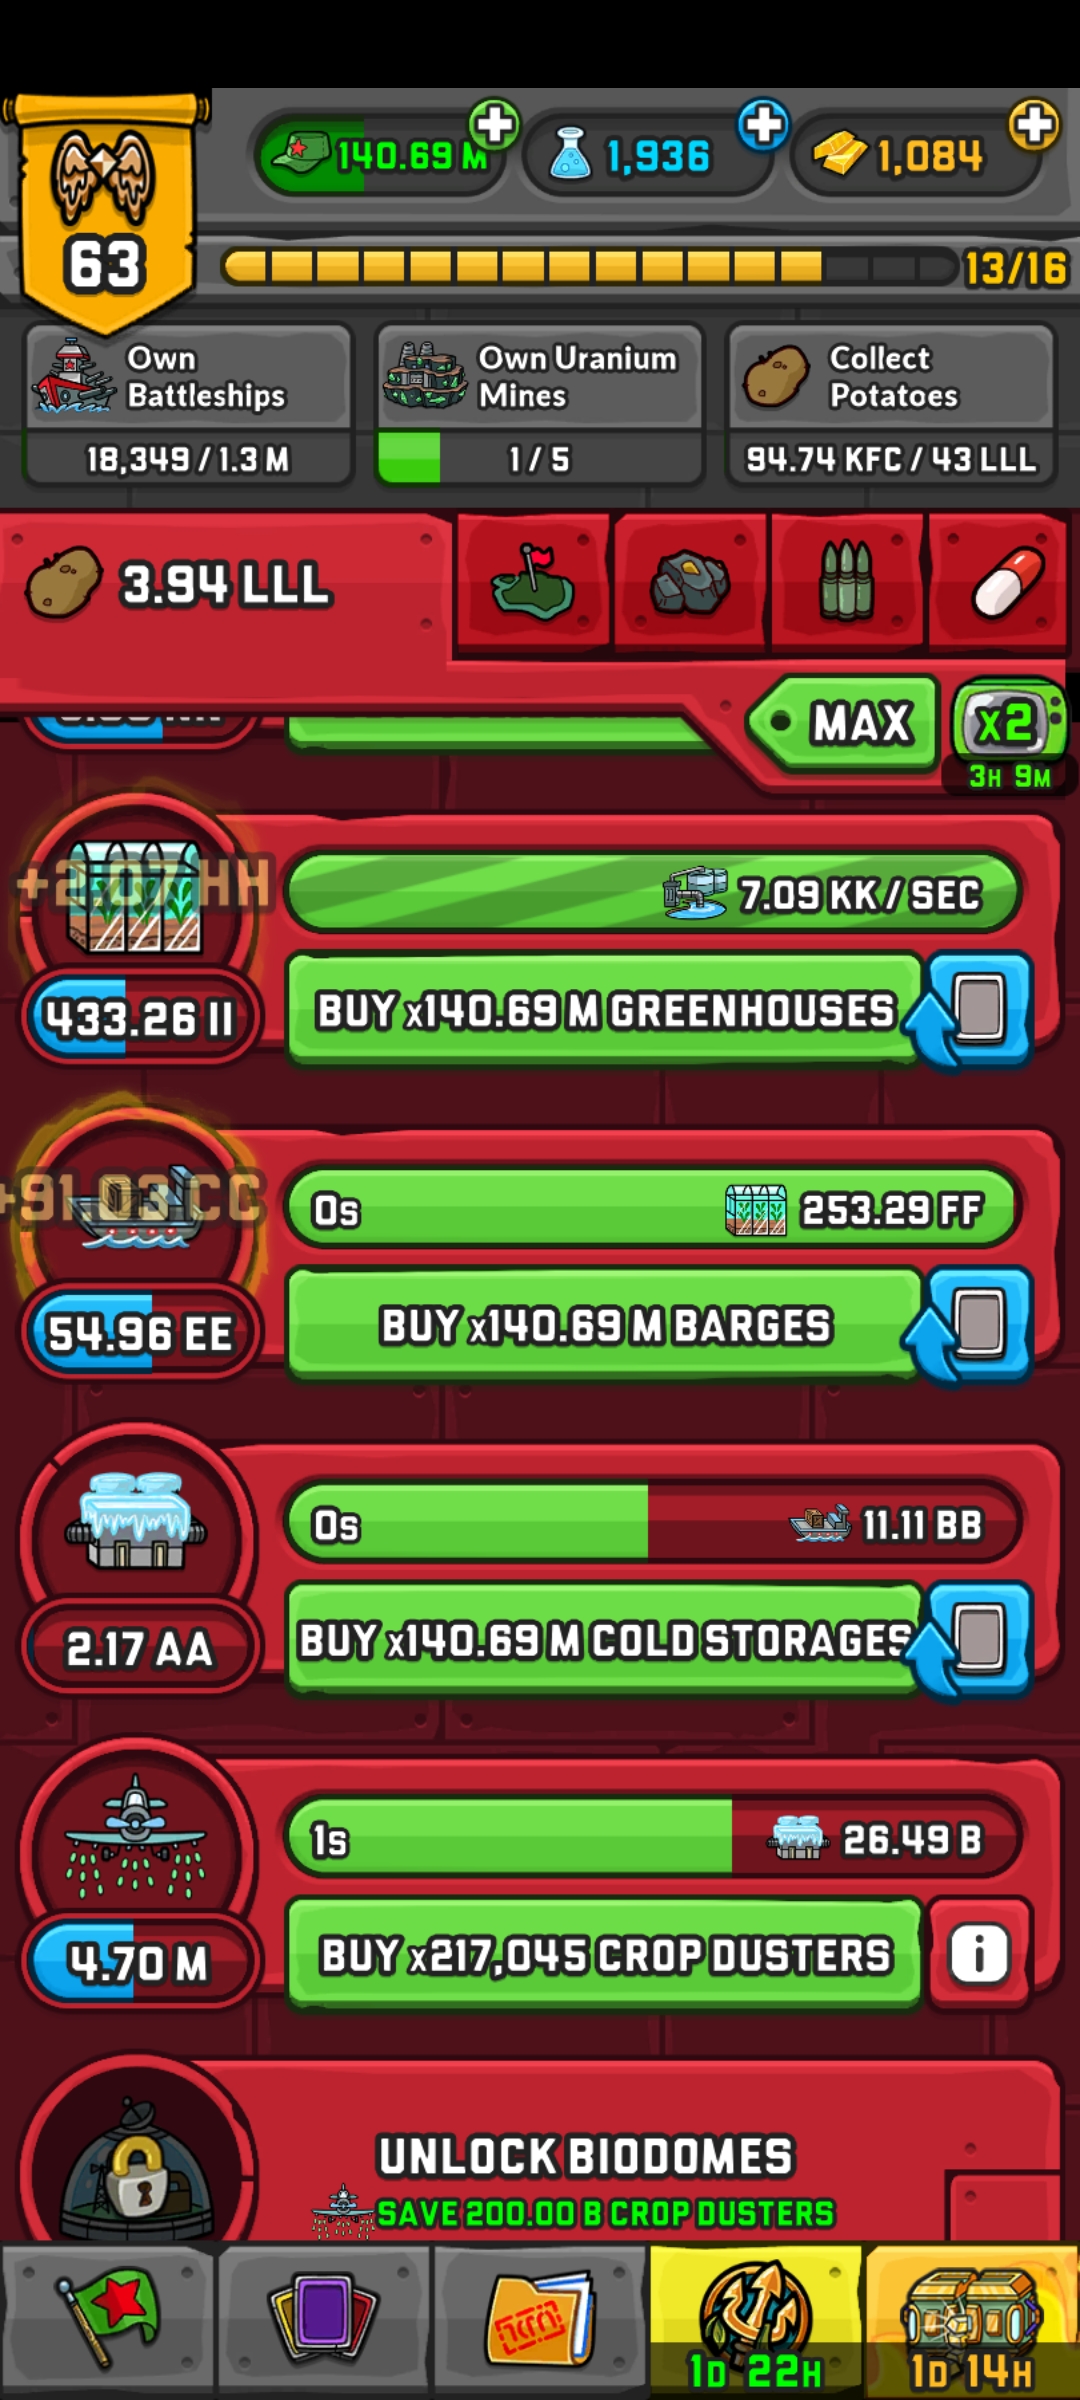 140.69 M
1,936
1,084
63
13/16
Own
Battleships
18,349 / 1.3 M
Own Uranium
Mines
1 / 5
Collect
Potatoes
94.74 KFC / 43 LLL
3.94 LLL
MAX
X2
3H 9M
+2.07 HH
7.09 KK / SEC
433.26 II
BUY x140.69 M GREENHOUSES
+91.03 CC
0s
253.29 FF
54.96 EE
BUY x140.69 M BARGES
0s
11.11 BB
2.17 AA
BUY x140.69 M COLD STORAGES
1s
26.49 B
4.70 M
BUY x217,045 CROP DUSTERS
i
UNLOCK BIODOMES
SAVE 200.00 B CROP DUSTERS
1D 22H
1D 14H